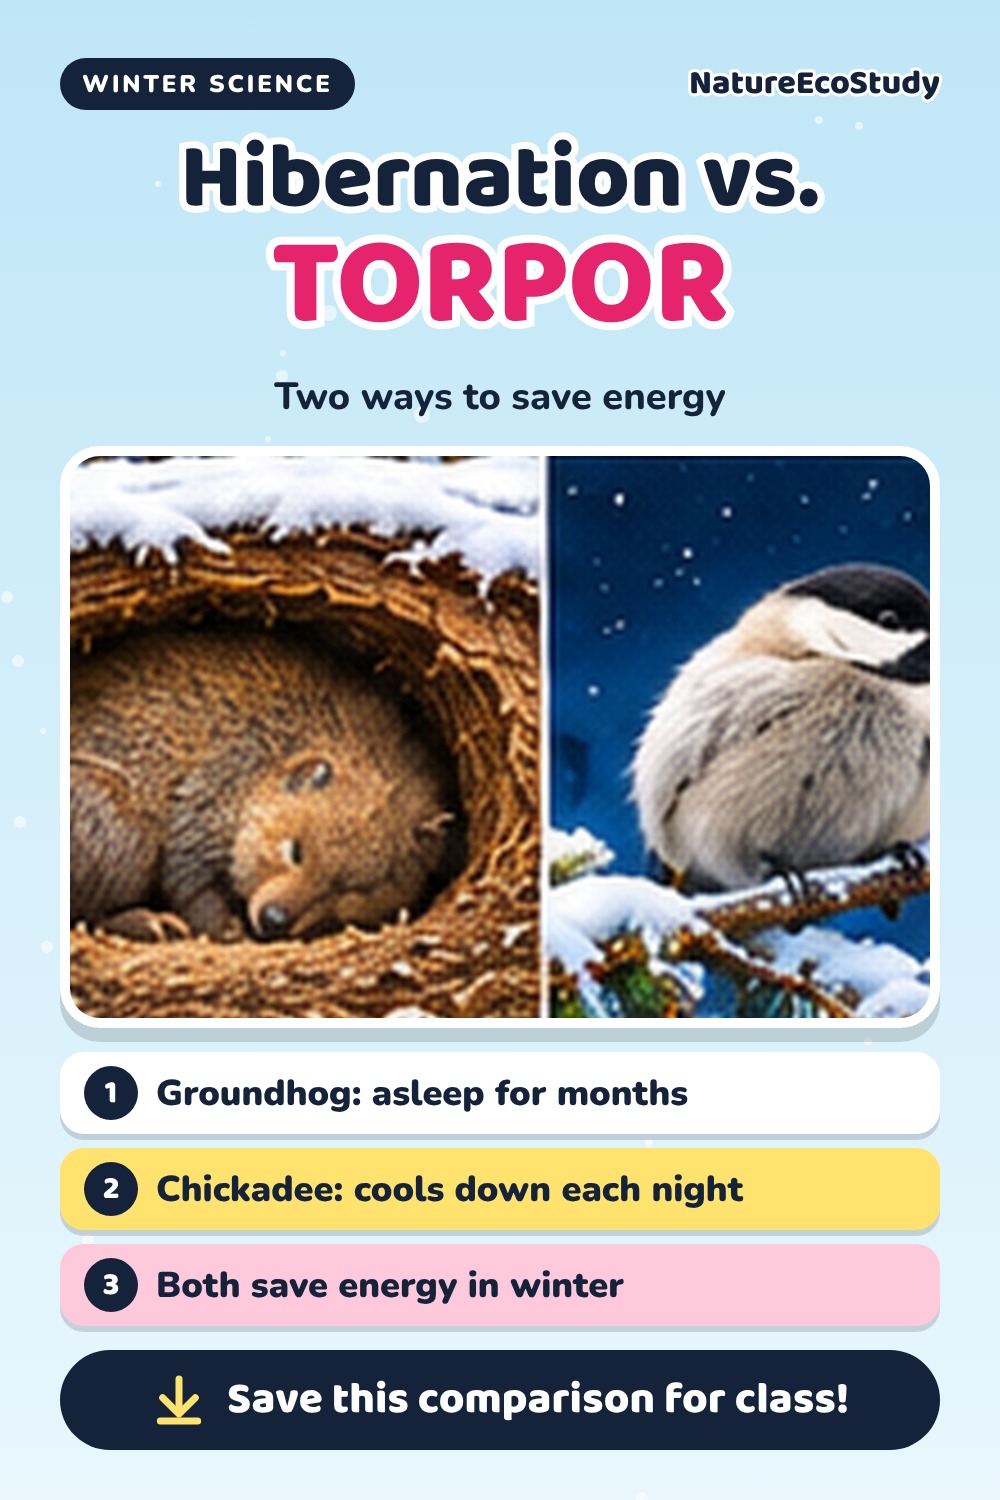 WINTER SCIENCE
NatureEcoStudy
Hibernation vs.
TORPOR
Two ways to save energy
1 Groundhog: asleep for months
2 Chickadee: cools down each night
3 Both save energy in winter
Save this comparison for class!